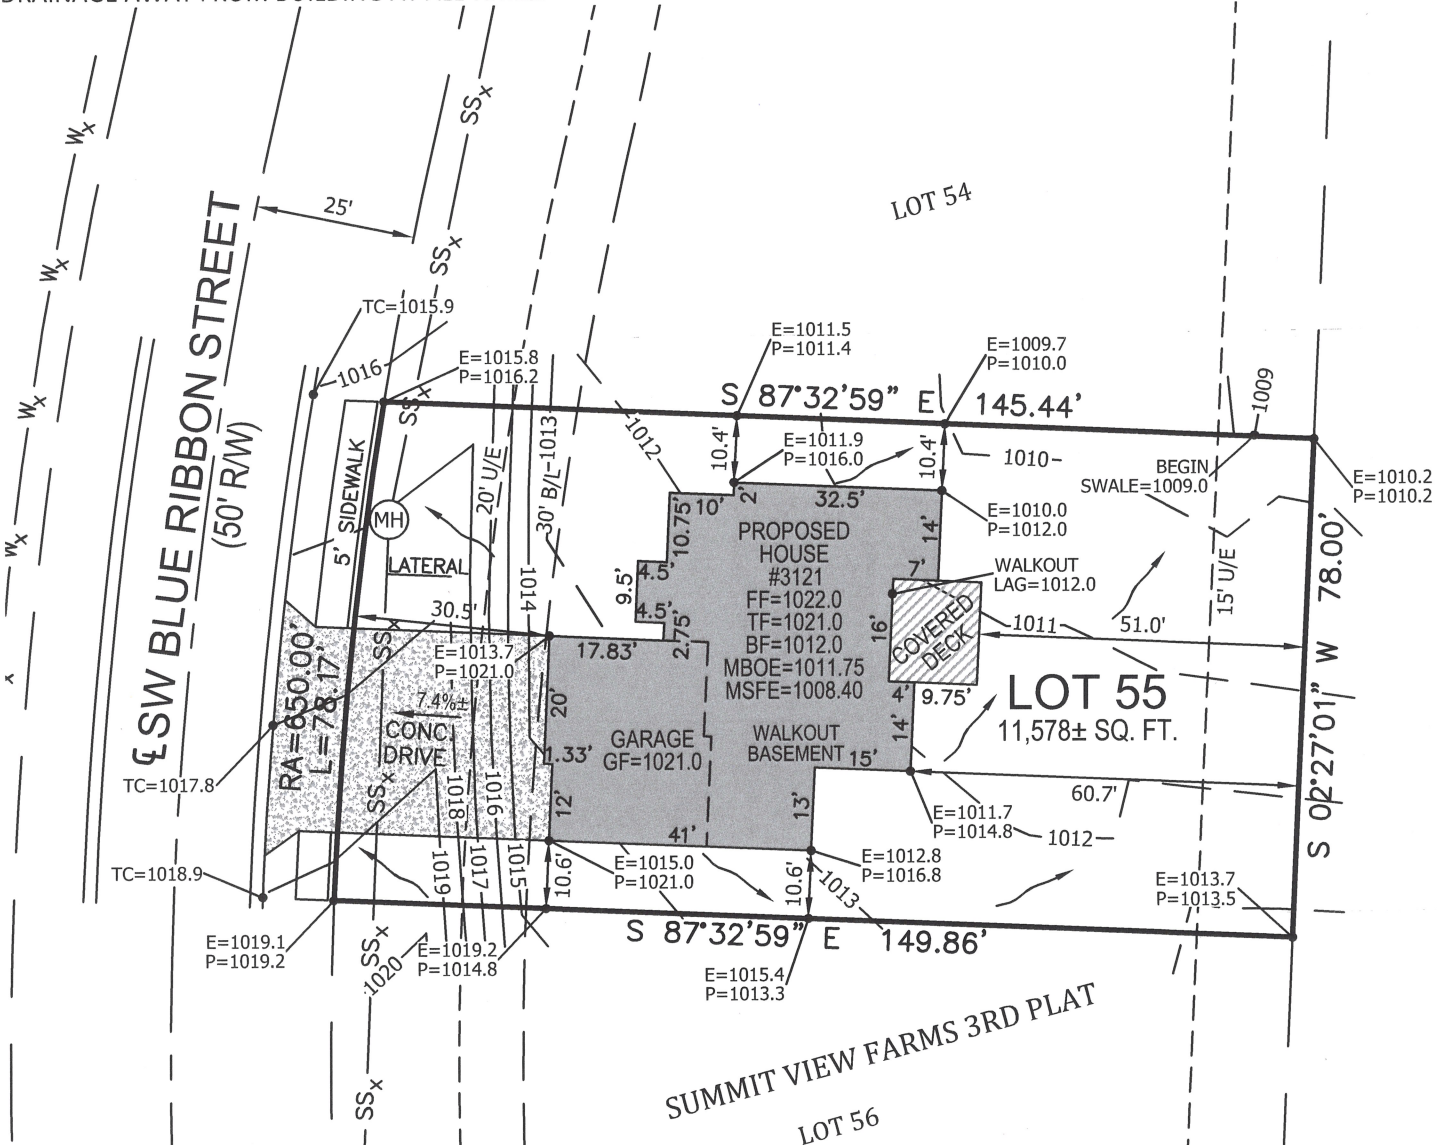 LOT 54
W
X
W
X
W
X
W
X
X
SSX
SSX
SSX
SSX
SSX
SSX
SSX
25'
℄ SW BLUE RIBBON STREET
(50' R/W)
TC=1015.9
1016
E=1015.8
P=1016.2
E=1011.5
P=1011.4
E=1009.7
P=1010.0
S 87°32'59" E 145.44'
1009
5' SIDEWALK
MH
LATERAL
20' U/E
30' B/L
1013
1012
10.4'
E=1011.9
P=1016.0
10.4'
1010
BEGIN
SWALE=1009.0
E=1010.2
P=1010.2
2'
32.5'
10'
10.75'
E=1010.0
P=1012.0
PROPOSED
HOUSE
#3121
FF=1022.0
TF=1021.0
BF=1012.0
MBOE=1011.75
MSFE=1008.40
WALKOUT
BASEMENT
14'
7'
WALKOUT
LAG=1012.0
4.5'
9.5'
4.5'
2.75'
16'
COVERED
DECK
1011
51.0'
15' U/E
S 02°27'01" W 78.00'
1014
30.5'
E=1013.7
P=1021.0
17.83'
4'
9.75'
14'
LOT 55
11,578± SQ. FT.
RA=650.00'
L=78.17'
7.4%±
CONC.
DRIVE
20'
1.33'
12'
GARAGE
GF=1021.0
15'
13'
41'
TC=1017.8
1019
1018
1017
1016
1015
60.7'
E=1011.7
P=1014.8
1012
E=1015.0
P=1021.0
E=1012.8
P=1016.8
1013
TC=1018.9
10.6'
10.6'
E=1013.7
P=1013.5
E=1019.1
P=1019.2
1020
E=1019.2
P=1014.8
S 87°32'59" E 149.86'
E=1015.4
P=1013.3
SUMMIT VIEW FARMS 3RD PLAT
LOT 56